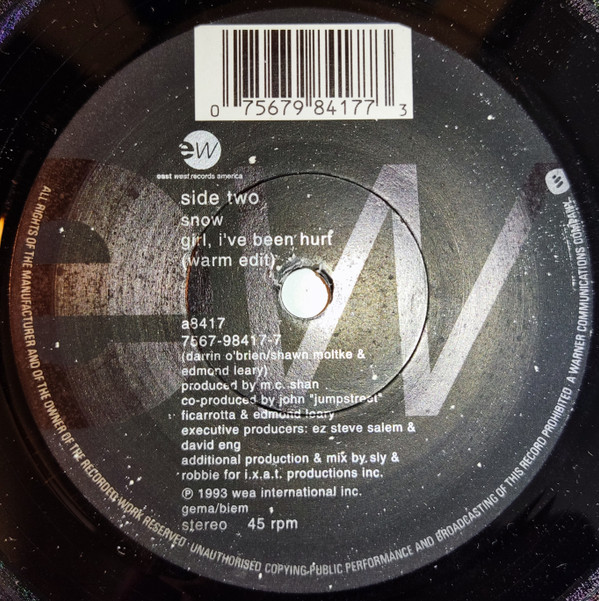 0 75679 84177 3
ew
east west records america
side two
snow
girl, i've been hurt
(warm edit)
a8417
7567-98417-7
(darrin o'brien/shawn moltke &
edmond leary)
produced by m.c. shan
co-produced by john "jumpstreet"
ficarrotta & edmond leary
executive producers: ez steve salem &
david eng
additional production & mix by sly &
robbie for i.x.a.t. productions inc.
℗ 1993 wea international inc.
gema/biem
stereo 45 rpm
ew
ALL RIGHTS OF THE MANUFACTURER AND OF THE OWNER OF THE RECORDED WORK RESERVED · UNAUTHORISED COPYING PUBLIC PERFORMANCE AND BROADCASTING OF THIS RECORD PROHIBITED · A WARNER COMMUNICATIONS COMPANY.